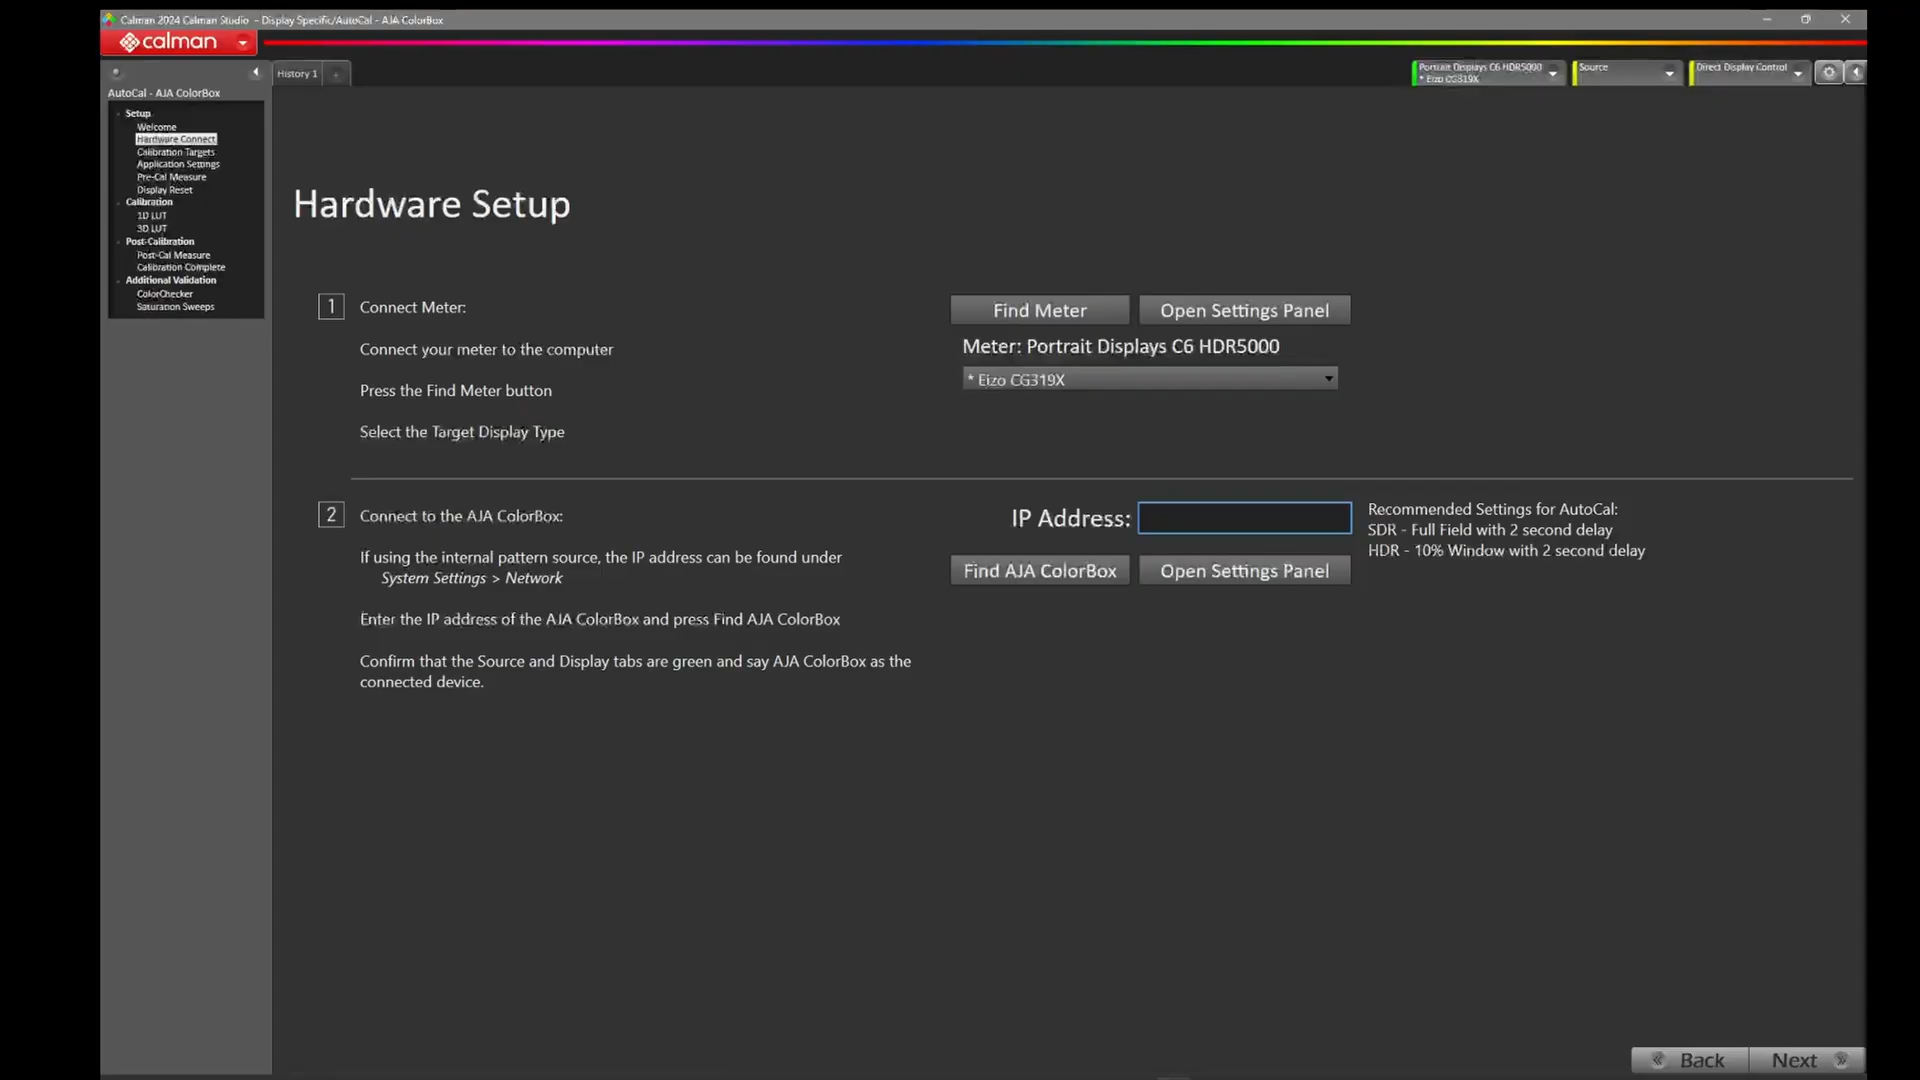 Calman 2024 Calman Studio - Display Specific/AutoCal - AJA ColorBox
calman
History 1
Portrait Displays C6 HDR5000
* Eizo CG319X
Source
Direct Display Control
AutoCal - AJA ColorBox
Setup
Welcome
Hardware Connect
Calibration Targets
Application Settings
Pre-Cal Measure
Display Reset
Calibration
1D LUT
3D LUT
Post-Calibration
Post-Cal Measure
Calibration Complete
Additional Validation
ColorChecker
Saturation Sweeps
Hardware Setup
1
Connect Meter:
Connect your meter to the computer
Press the Find Meter button
Select the Target Display Type
Find Meter
Open Settings Panel
Meter: Portrait Displays C6 HDR5000
* Eizo CG319X
2
Connect to the AJA ColorBox:
If using the internal pattern source, the IP address can be found under
System Settings > Network
Enter the IP address of the AJA ColorBox and press Find AJA ColorBox
Confirm that the Source and Display tabs are green and say AJA ColorBox as the
connected device.
IP Address:
Find AJA ColorBox
Open Settings Panel
Recommended Settings for AutoCal:
SDR - Full Field with 2 second delay
HDR - 10% Window with 2 second delay
Back
Next